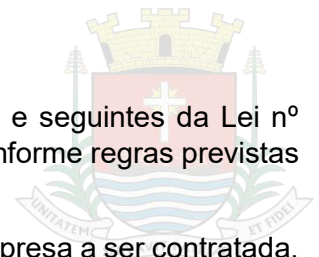 e seguintes da Lei nº
nforme regras previstas
presa a ser contratada.